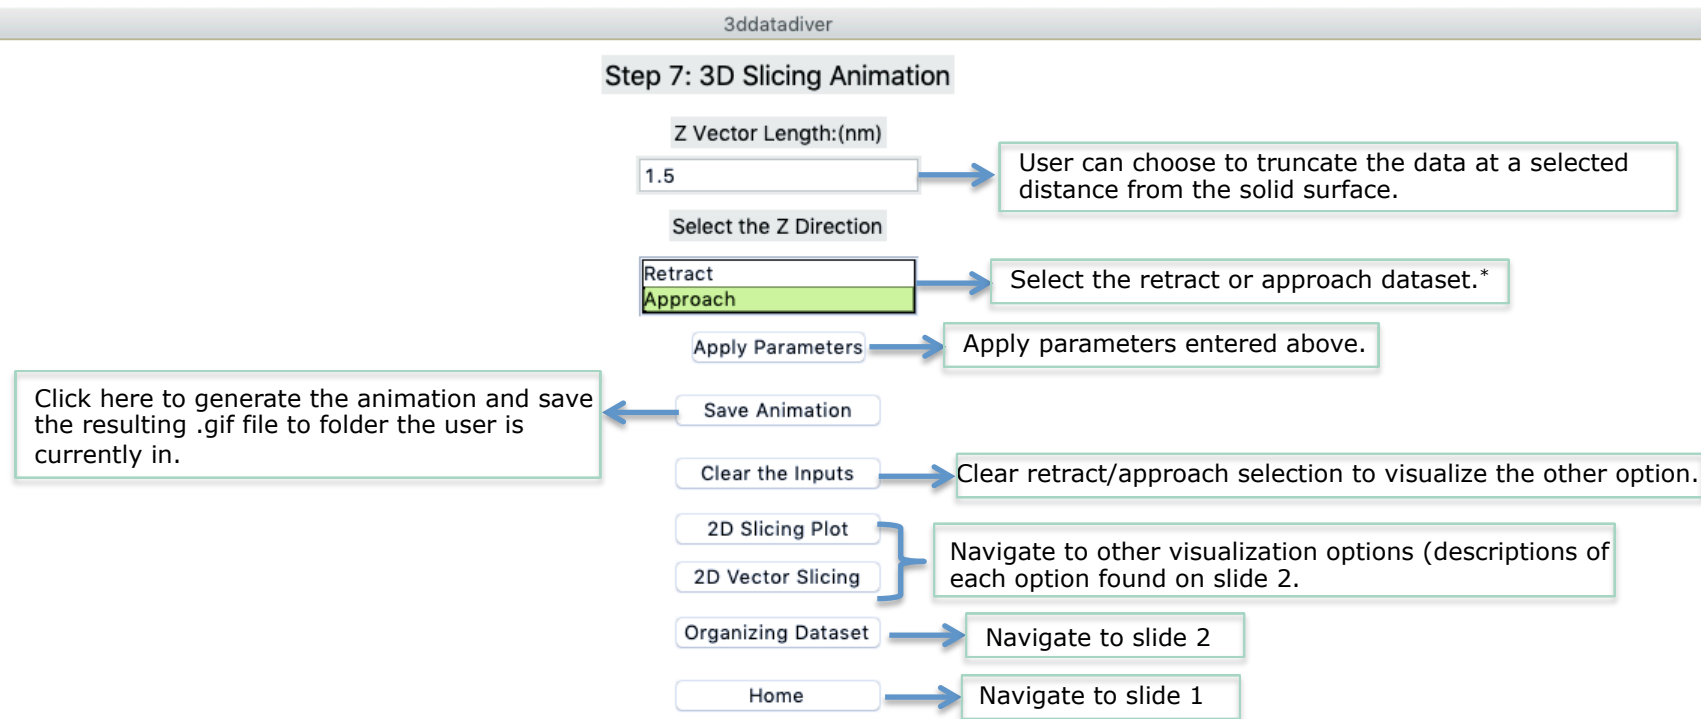 3ddatadiver
Step 7: 3D Slicing Animation
Z Vector Length:(nm)
1.5
User can choose to truncate the data at a selected
distance from the solid surface.
Select the Z Direction
Retract
Approach
Select the retract or approach dataset.*
Apply Parameters
Apply parameters entered above.
Click here to generate the animation and save
the resulting .gif file to folder the user is
currently in.
Save Animation
Clear the Inputs
Clear retract/approach selection to visualize the other option.
2D Slicing Plot
2D Vector Slicing
Navigate to other visualization options (descriptions of
each option found on slide 2.
Organizing Dataset
Navigate to slide 2
Home
Navigate to slide 1